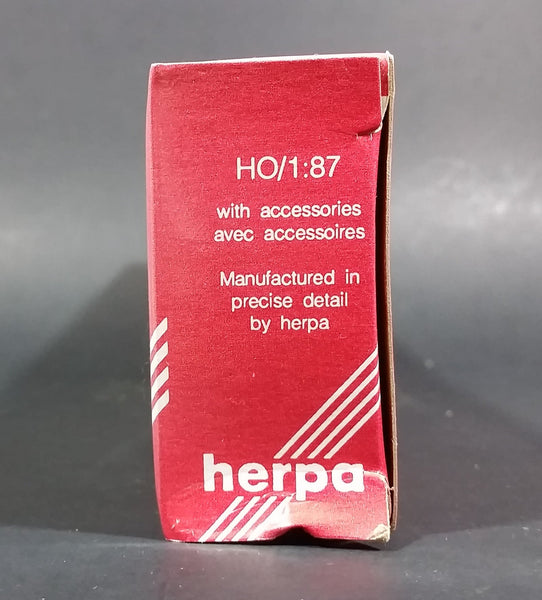 HO/1:87
with accessories
avec accessoires
Manufactured in
precise detail
by herpa
herpa